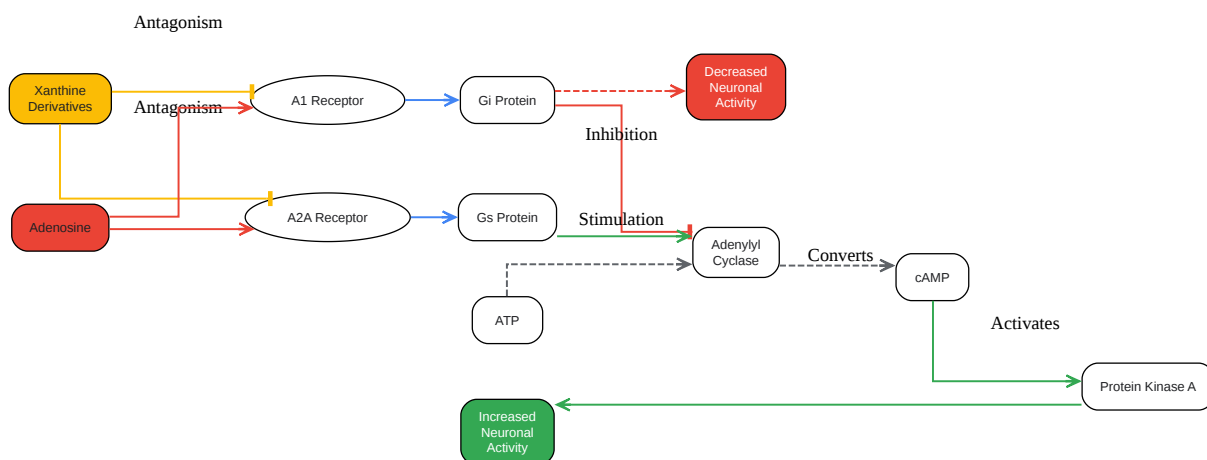 Antagonism
Xanthine
Derivatives
Antagonism
A1 Receptor
Gi Protein
Decreased
Neuronal
Activity
Inhibition
Adenosine
A2A Receptor
Gs Protein
Stimulation
Adenylyl
Cyclase
Converts
cAMP
ATP
Activates
Protein Kinase A
Increased
Neuronal
Activity